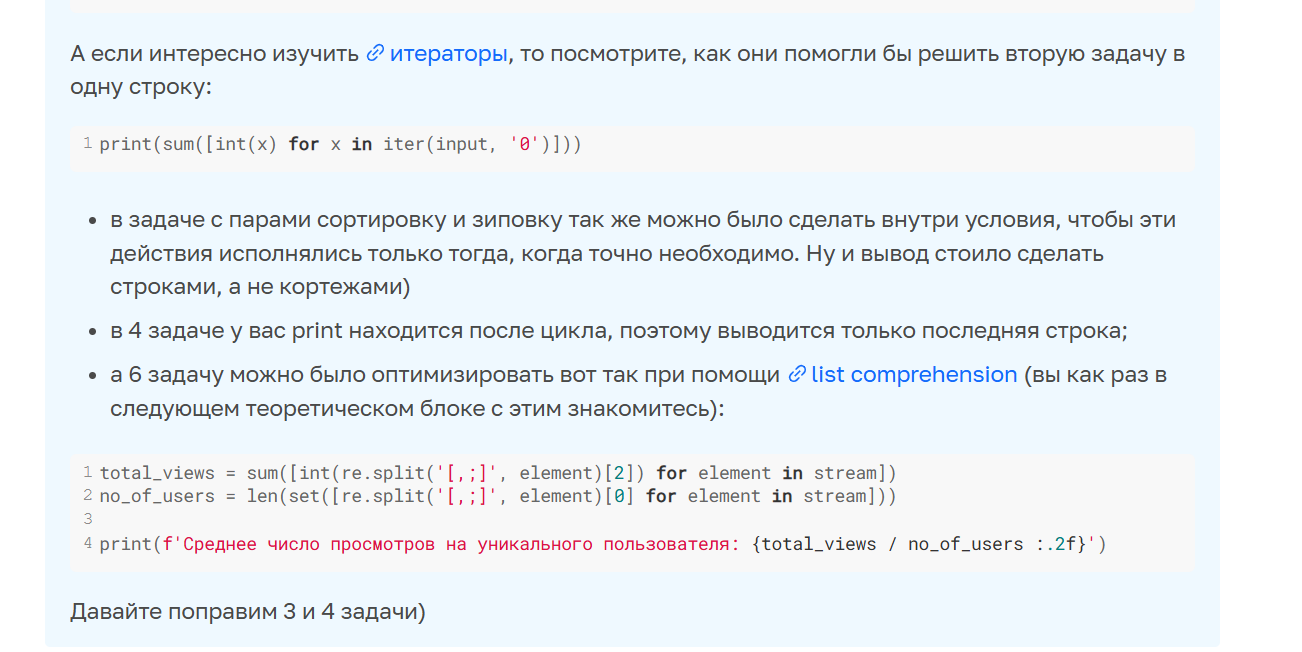 А если интересно изучить итераторы, то посмотрите, как они помогли бы решить вторую задачу в
одну строку:
1 print(sum([int(x) for x in iter(input, '0')]))
• в задаче с парами сортировку и зиповку так же можно было сделать внутри условия, чтобы эти
действия исполнялись только тогда, когда точно необходимо. Ну и вывод стоило сделать
строками, а не кортежами)
• в 4 задаче у вас print находится после цикла, поэтому выводится только последняя строка;
• а 6 задачу можно было оптимизировать вот так при помощи list comprehension (вы как раз в
следующем теоретическом блоке с этим знакомитесь):
1 total_views = sum([int(re.split('[,;]', element)[2]) for element in stream])
2 no_of_users = len(set([re.split('[,;]', element)[0] for element in stream]))
3
4 print(f'Среднее число просмотров на уникального пользователя: {total_views / no_of_users :.2f}')
Давайте поправим 3 и 4 задачи)